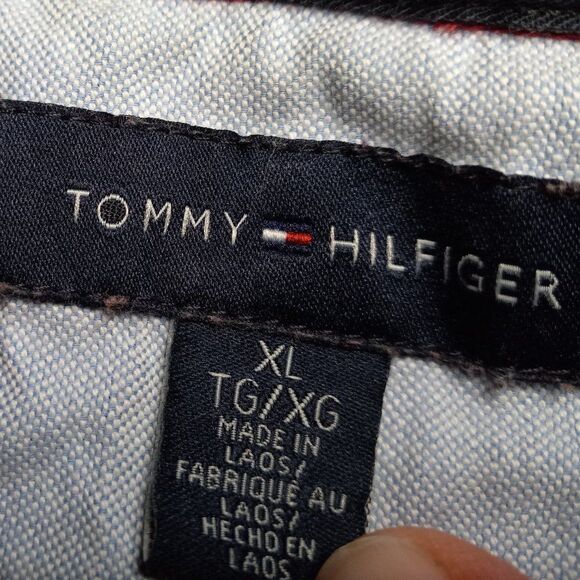 TOMMY HILFIGER
XL
TG/XG
MADE IN
LAOS/
FABRIQUÉ AU
LAOS/
HECHO EN
LAOS